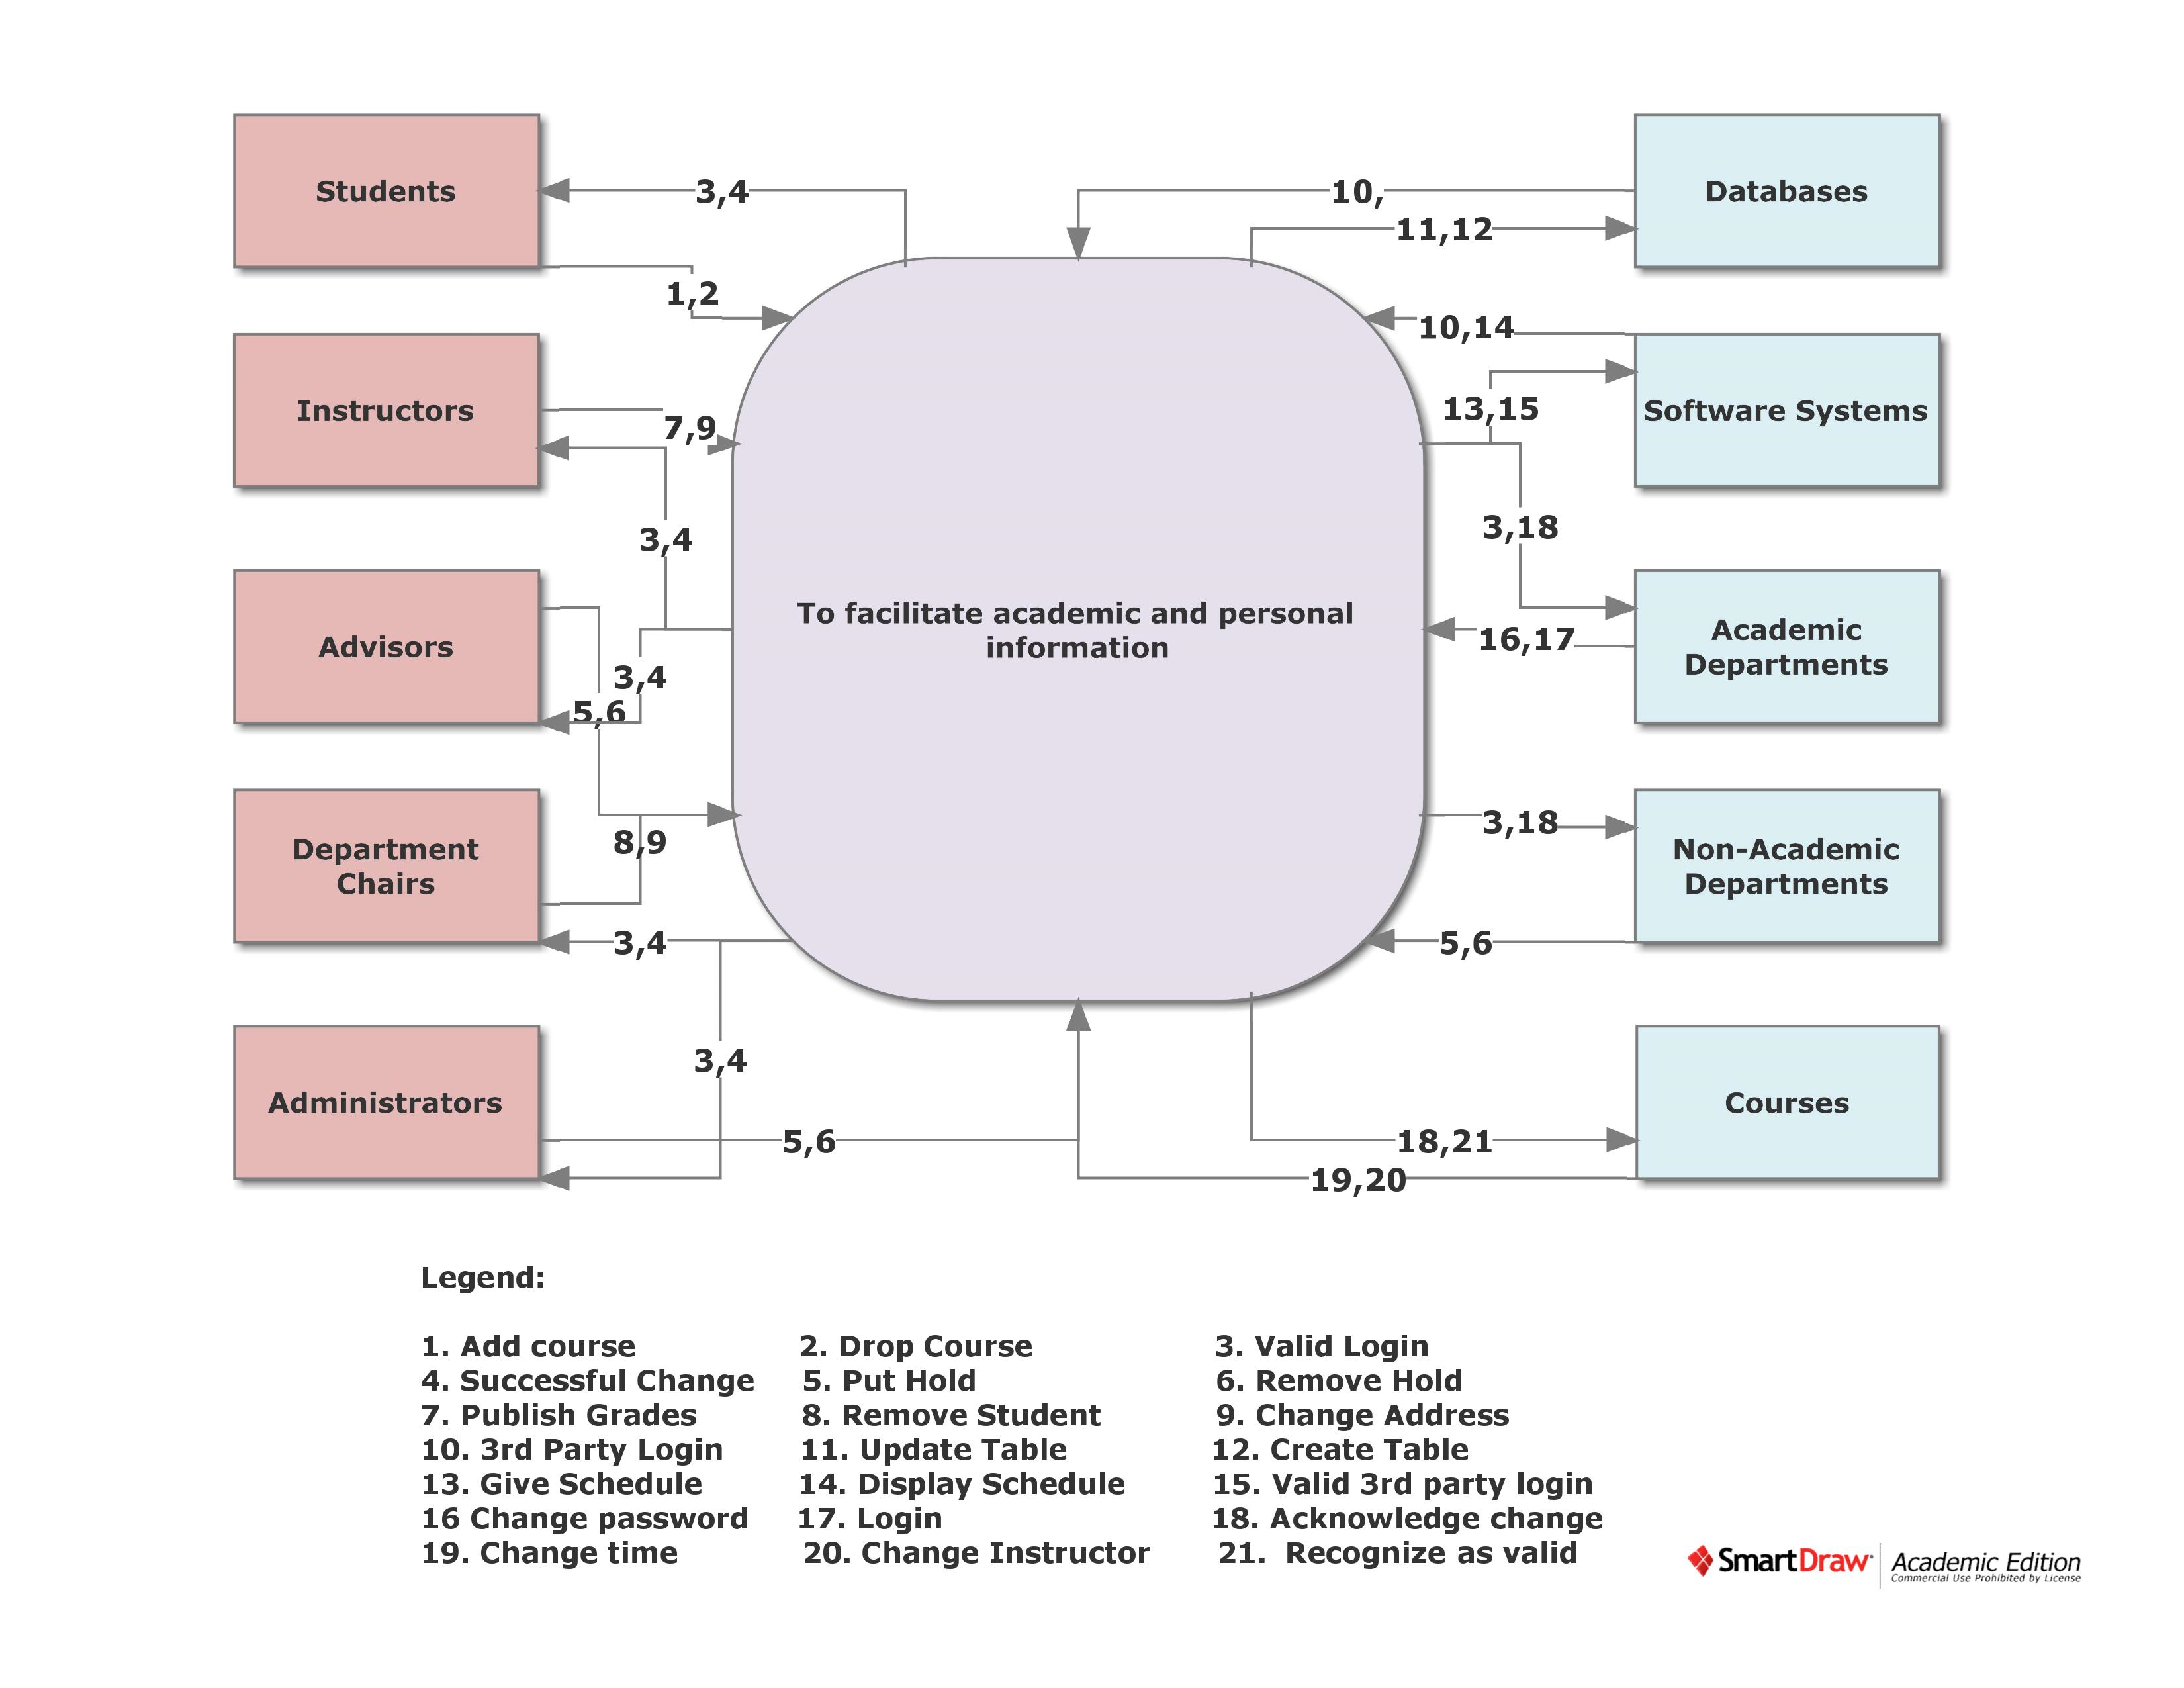 Students
3,4
10,
Databases
11,12
1,2
10,14
Instructors
7,9
13,15
Software Systems
3,4
3,18
To facilitate academic and personal
information
Advisors
3,4
5,6
16,17
Academic
Departments
Department
Chairs
8,9
3,4
3,18
Non-Academic
Departments
5,6
3,4
Administrators
5,6
18,21
19,20
Courses
Legend:
1. Add course 2. Drop Course 3. Valid Login
4. Successful Change 5. Put Hold 6. Remove Hold
7. Publish Grades 8. Remove Student 9. Change Address
10. 3rd Party Login 11. Update Table 12. Create Table
13. Give Schedule 14. Display Schedule 15. Valid 3rd party login
16 Change password 17. Login 18. Acknowledge change
19. Change time 20. Change Instructor 21. Recognize as valid
SmartDraw Academic Edition
Commercial Use Prohibited by License